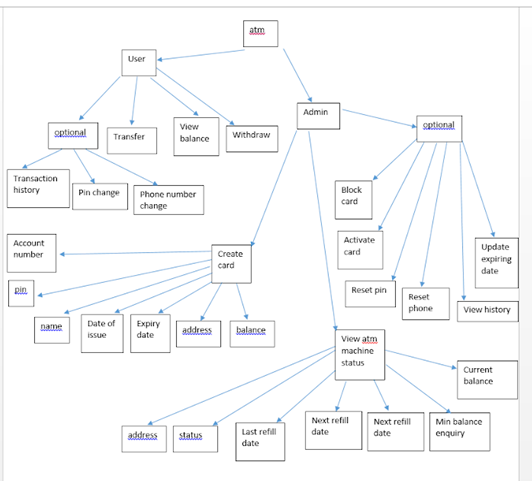 atm
User
Admin
optional
Transfer
View
balance
Withdraw
optional
Transaction
history
Pin change
Phone number
change
Block
card
Activate
card
Reset pin
Reset
phone
View history
Update
expiring
date
Account
number
Create
card
pin
name
Date of
issue
Expiry
date
address
balance
View atm
machine
status
Current
balance
address
status
Last refill
date
Next refill
date
Next refill
date
Min balance
enquiry